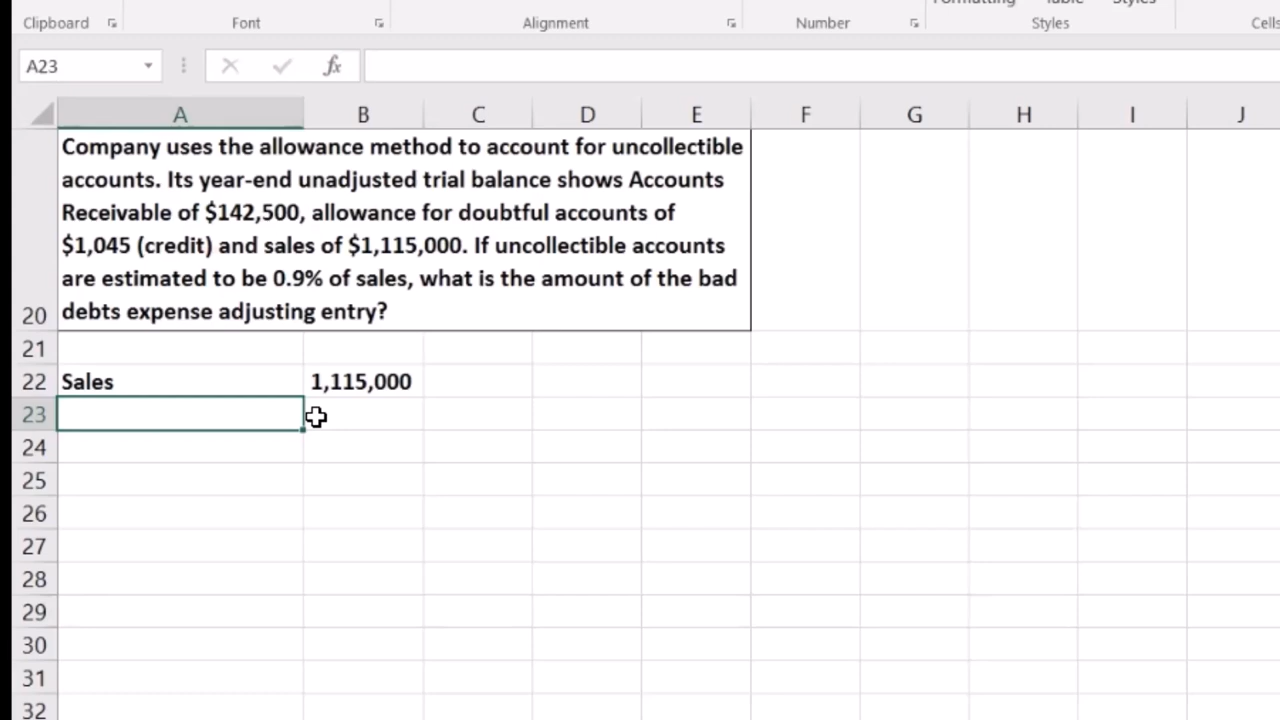 Formatting Table Styles
Clipboard Font Alignment Number Styles Cells
A23 fx
A B C D E F G H I J
Company uses the allowance method to account for uncollectible
accounts. Its year-end unadjusted trial balance shows Accounts
Receivable of $142,500, allowance for doubtful accounts of
$1,045 (credit) and sales of $1,115,000. If uncollectible accounts
are estimated to be 0.9% of sales, what is the amount of the bad
20 debts expense adjusting entry?
21
22 Sales 1,115,000
23
24
25
26
27
28
29
30
31
32